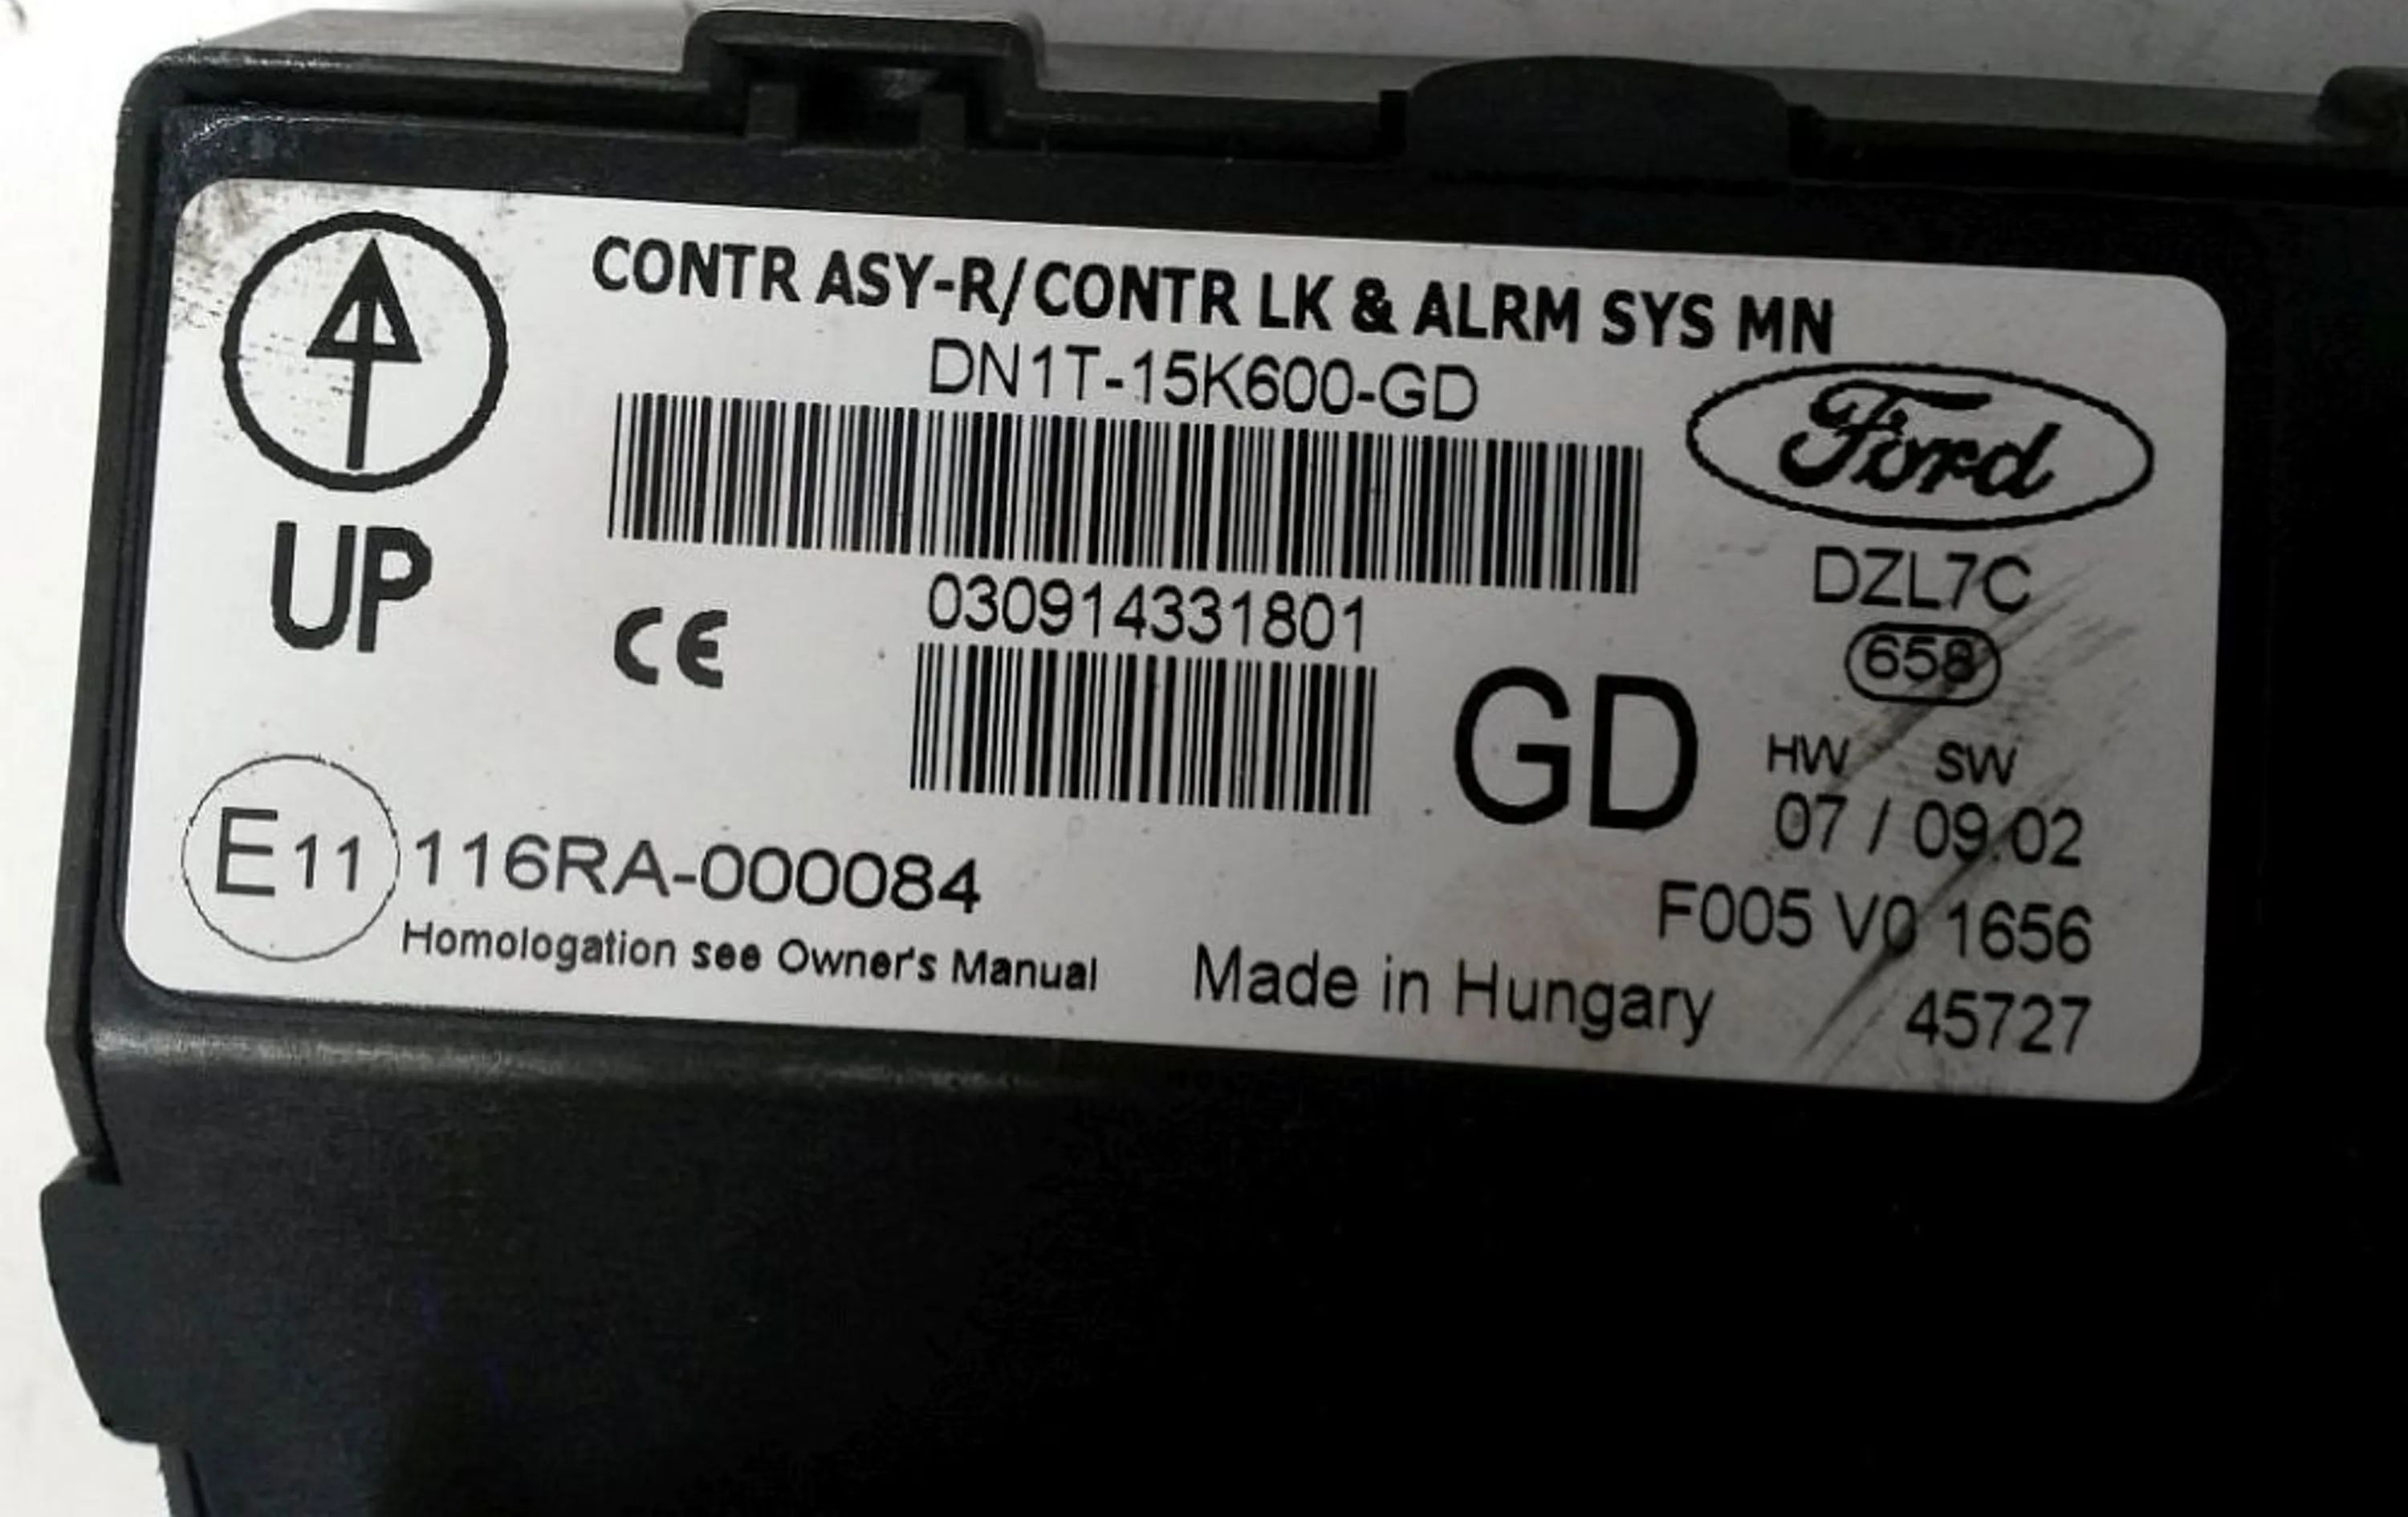 CONTR ASY-R/CONTR LK & ALRM SYS MN
DN1T-15K600-GD
Ford
UP
CE
030914331801
DZL7C
658
GD
HW SW
07 / 09.02
E11 116RA-000084
F005 V0 1656
Homologation see Owner's Manual
Made in Hungary
45727